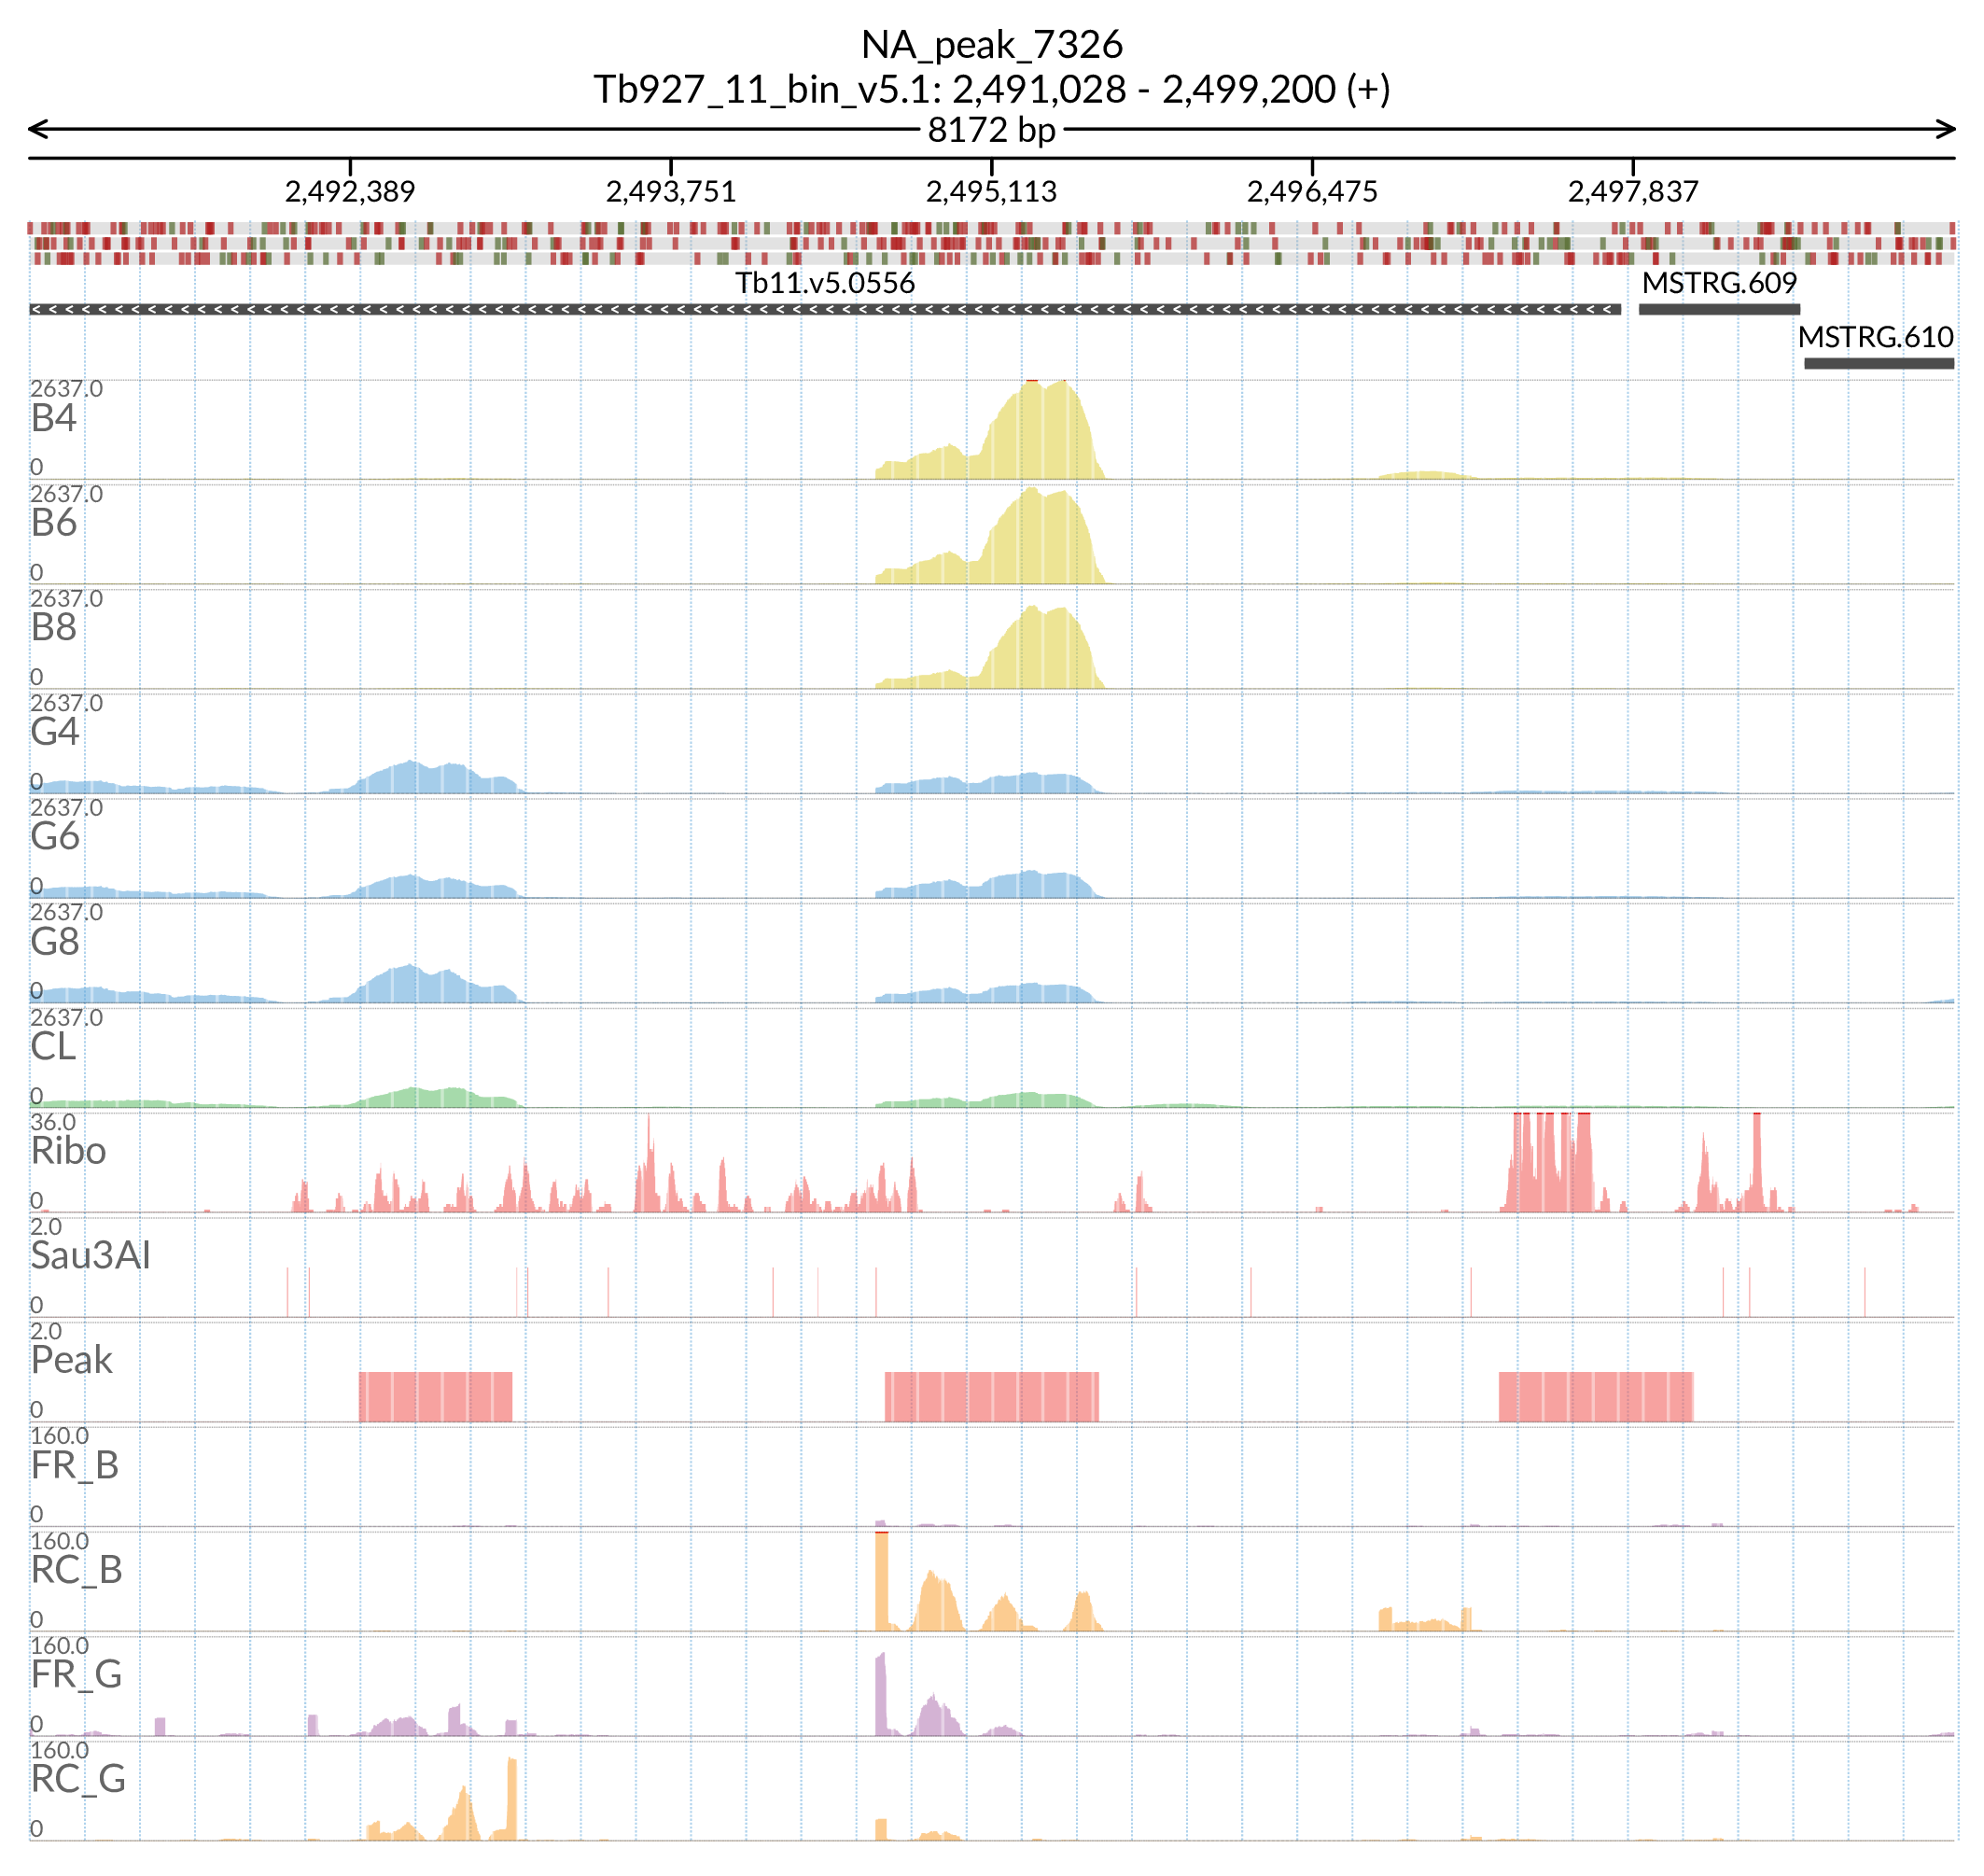 NA_peak_7326
Tb927_11_bin_v5.1: 2,491,028 - 2,499,200 (+)
8172 bp
2,492,389 2,493,751 2,495,113 2,496,475 2,497,837
Tb11.v5.0556 MSTRG.609
MSTRG.610
2637.0
B4
0
2637.0
B6
0
2637.0
B8
0
2637.0
G4
0
2637.0
G6
0
2637.0
G8
0
2637.0
CL
0
36.0
Ribo
0
2.0
Sau3AI
0
2.0
Peak
0
160.0
FR_B
0
160.0
RC_B
0
160.0
FR_G
0
160.0
RC_G
0